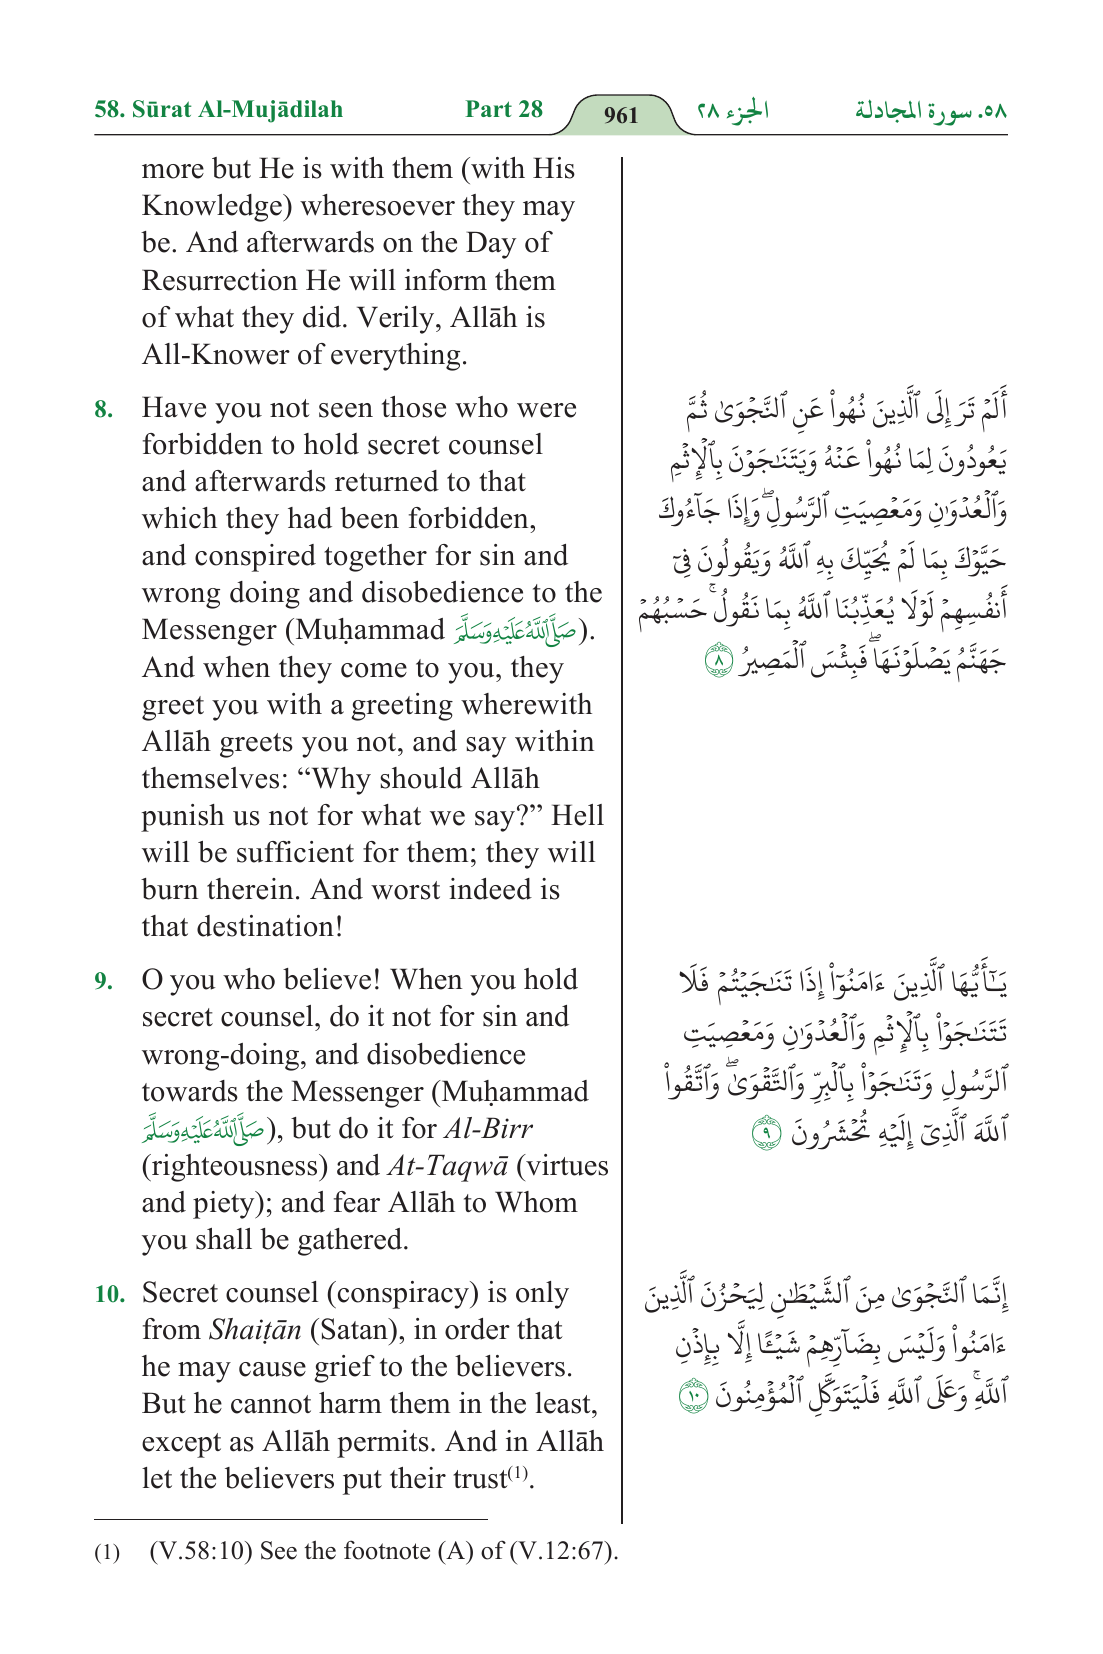 58. Sūrat Al-Mujādilah Part 28 961 الجزء ٢٨ ٥٨. سورة المجادلة
more but He is with them (with His
Knowledge) wheresoever they may
be. And afterwards on the Day of
Resurrection He will inform them
of what they did. Verily, Allāh is
All-Knower of everything.
8. Have you not seen those who were
forbidden to hold secret counsel
and afterwards returned to that
which they had been forbidden,
and conspired together for sin and
wrong doing and disobedience to the
Messenger (Muḥammad صَلَّى اللَّهُ عَلَيْهِ وَسَلَّمَ).
And when they come to you, they
greet you with a greeting wherewith
Allāh greets you not, and say within
themselves: “Why should Allāh
punish us not for what we say?” Hell
will be sufficient for them; they will
burn therein. And worst indeed is
that destination!
أَلَمْ تَرَ إِلَى ٱلَّذِينَ نُهُوا۟ عَنِ ٱلنَّجْوَىٰ ثُمَّ
يَعُودُونَ لِمَا نُهُوا۟ عَنْهُ وَيَتَنَـٰجَوْنَ بِٱلْإِثْمِ
وَٱلْعُدْوَٰنِ وَمَعْصِيَتِ ٱلرَّسُولِۖ وَإِذَا جَآءُوكَ
حَيَّوْكَ بِمَا لَمْ يُحَيِّكَ بِهِ ٱللَّهُ وَيَقُولُونَ فِىٓ
أَنفُسِهِمْ لَوْلَا يُعَذِّبُنَا ٱللَّهُ بِمَا نَقُولُۚ حَسْبُهُمْ
جَهَنَّمُ يَصْلَوْنَهَاۖ فَبِئْسَ ٱلْمَصِيرُ ٨
9. O you who believe! When you hold
secret counsel, do it not for sin and
wrong-doing, and disobedience
towards the Messenger (Muḥammad
صَلَّى اللَّهُ عَلَيْهِ وَسَلَّمَ), but do it for Al-Birr
(righteousness) and At-Taqwā (virtues
and piety); and fear Allāh to Whom
you shall be gathered.
يَـٰٓأَيُّهَا ٱلَّذِينَ ءَامَنُوٓا۟ إِذَا تَنَـٰجَيْتُمْ فَلَا
تَتَنَـٰجَوْا۟ بِٱلْإِثْمِ وَٱلْعُدْوَٰنِ وَمَعْصِيَتِ
ٱلرَّسُولِ وَتَنَـٰجَوْا۟ بِٱلْبِرِّ وَٱلتَّقْوَىٰۖ وَٱتَّقُوا۟
ٱللَّهَ ٱلَّذِىٓ إِلَيْهِ تُحْشَرُونَ ٩
10. Secret counsel (conspiracy) is only
from Shaiṭān (Satan), in order that
he may cause grief to the believers.
But he cannot harm them in the least,
except as Allāh permits. And in Allāh
let the believers put their trust(1).
إِنَّمَا ٱلنَّجْوَىٰ مِنَ ٱلشَّيْطَـٰنِ لِيَحْزُنَ ٱلَّذِينَ
ءَامَنُوا۟ وَلَيْسَ بِضَآرِّهِمْ شَيْـًٔا إِلَّا بِإِذْنِ
ٱللَّهِۚ وَعَلَى ٱللَّهِ فَلْيَتَوَكَّلِ ٱلْمُؤْمِنُونَ ١٠
(1) (V.58:10) See the footnote (A) of (V.12:67).